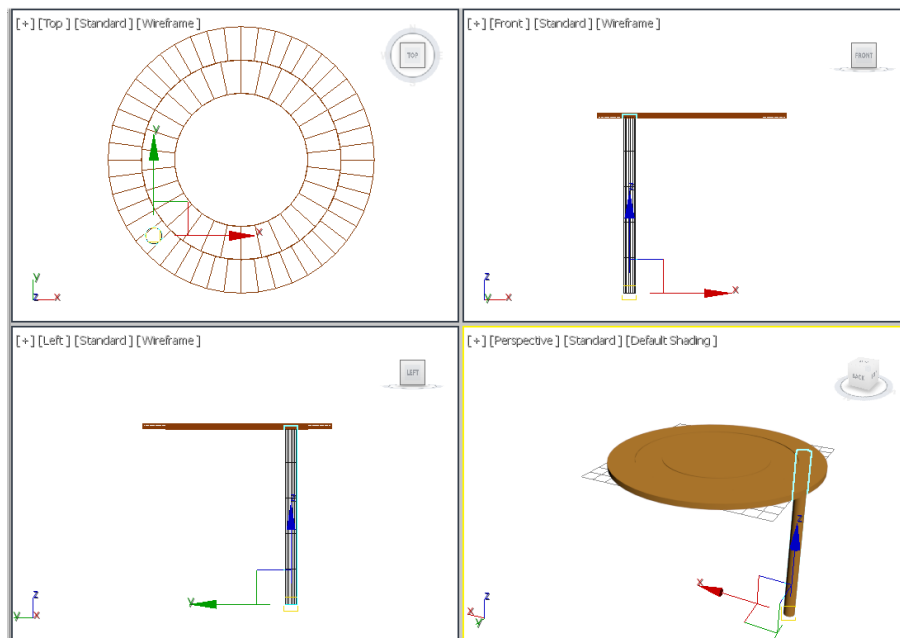 [+] [Top] [Standard] [Wireframe]
TOP
y
x
y
z
x
[+] [Front] [Standard] [Wireframe]
FRONT
z
x
z
y
x
[+] [Left] [Standard] [Wireframe]
LEFT
z
y
z
y
x
[+] [Perspective] [Standard] [Default Shading]
BACK
z
x
z
x
y